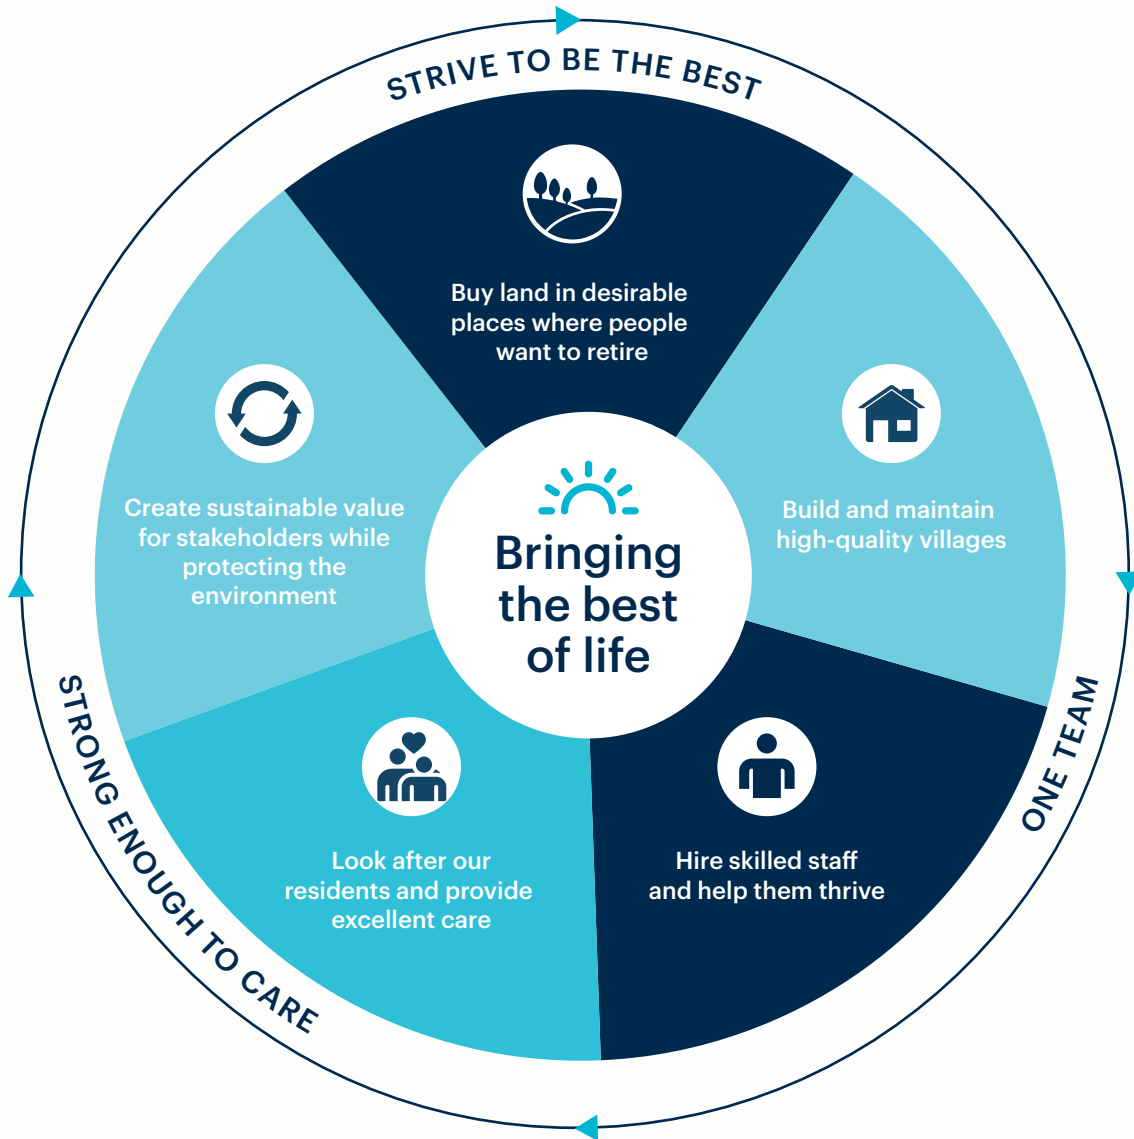 STRIVE TO BE THE BEST
Buy land in desirable
places where people
want to retire
Build and maintain
high-quality villages
ONE TEAM
Hire skilled staff
and help them thrive
Look after our
residents and provide
excellent care
STRONG ENOUGH TO CARE
Create sustainable value
for stakeholders while
protecting the
environment
Bringing
the best
of life